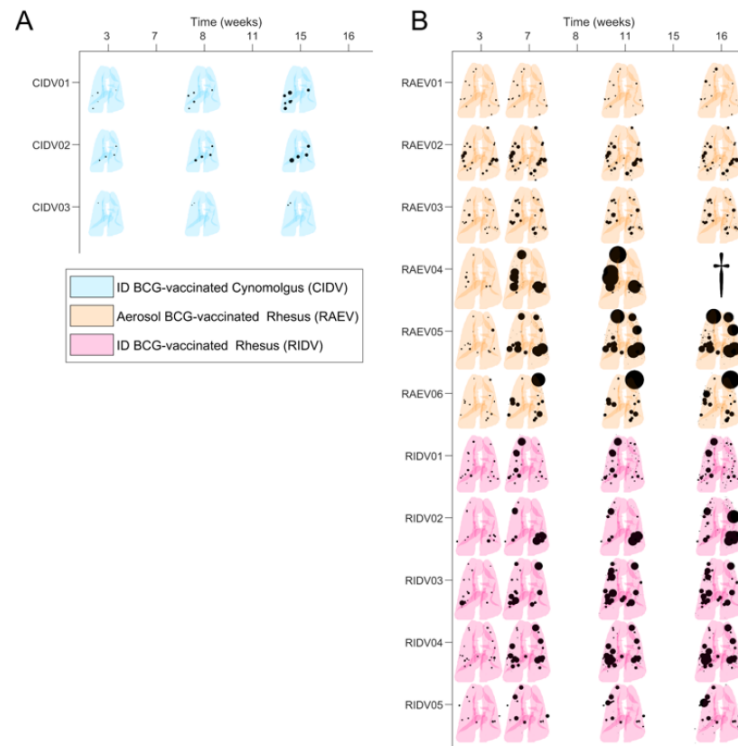 A
Time (weeks)
3 7 8 11 15 16
CIDV01
CIDV02
CIDV03
ID BCG-vaccinated Cynomolgus (CIDV)
Aerosol BCG-vaccinated Rhesus (RAEV)
ID BCG-vaccinated Rhesus (RIDV)
B
Time (weeks)
3 7 8 11 15 16
RAEV01
RAEV02
RAEV03
RAEV04
RAEV05
RAEV06
RIDV01
RIDV02
RIDV03
RIDV04
RIDV05